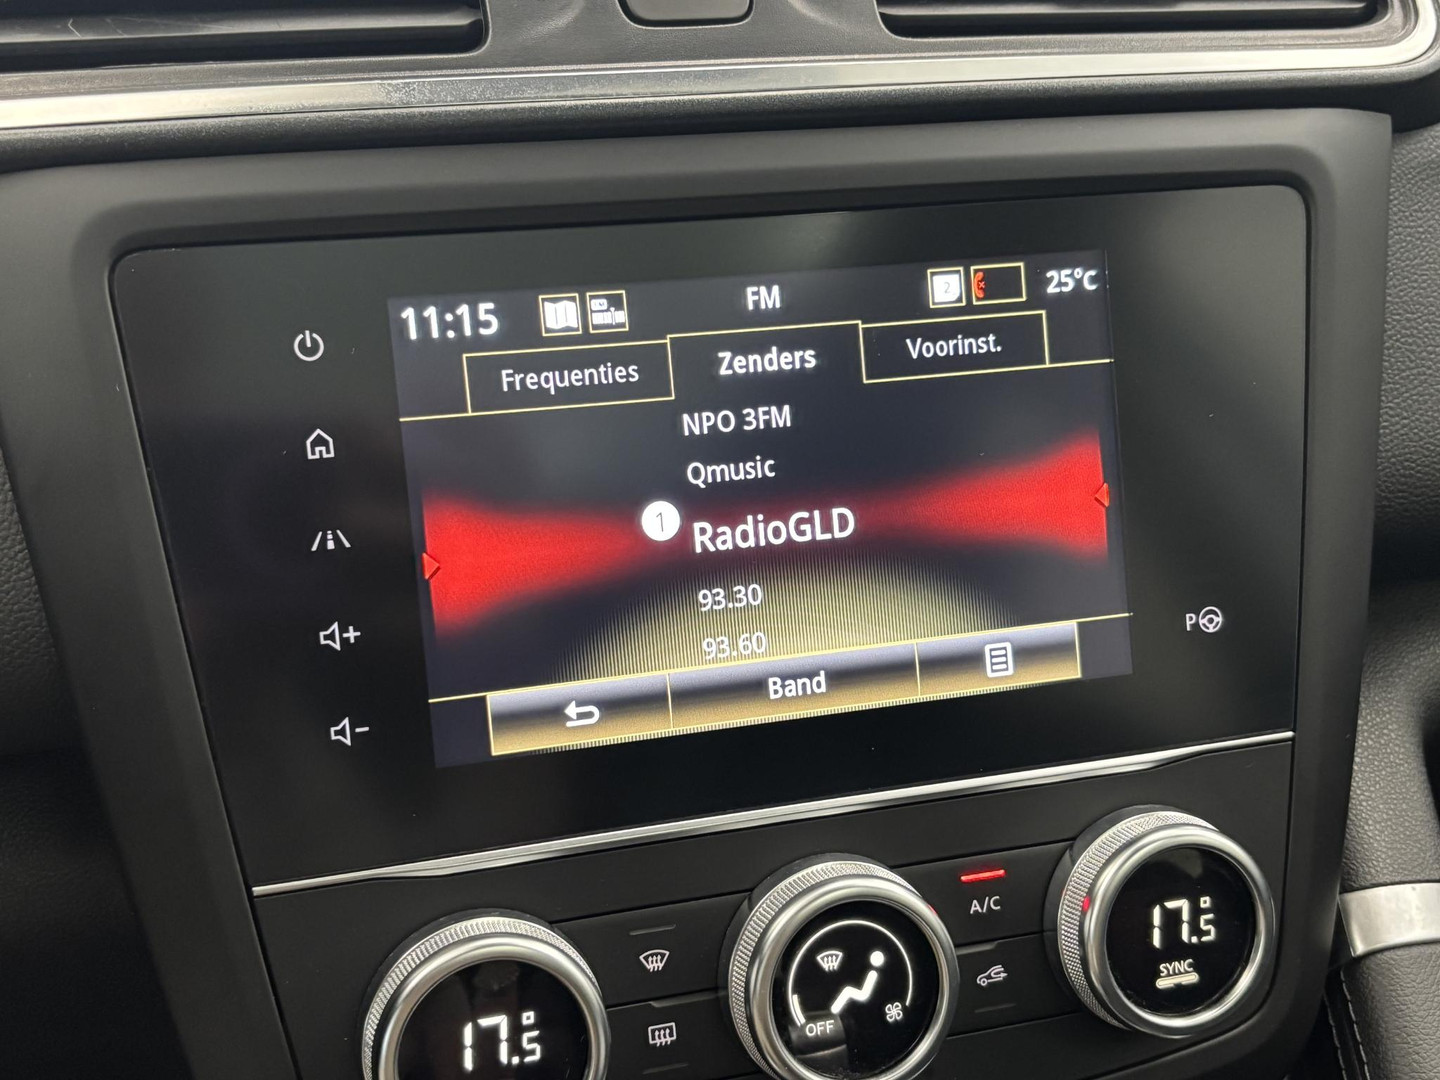 11:15
FM
2
25°C
Frequenties
Zenders
Voorinst.
NPO 3FM
Qmusic
1 RadioGLD
93.30
93.60
Band
P
A/C
17.5°
OFF
17.5°
SYNC